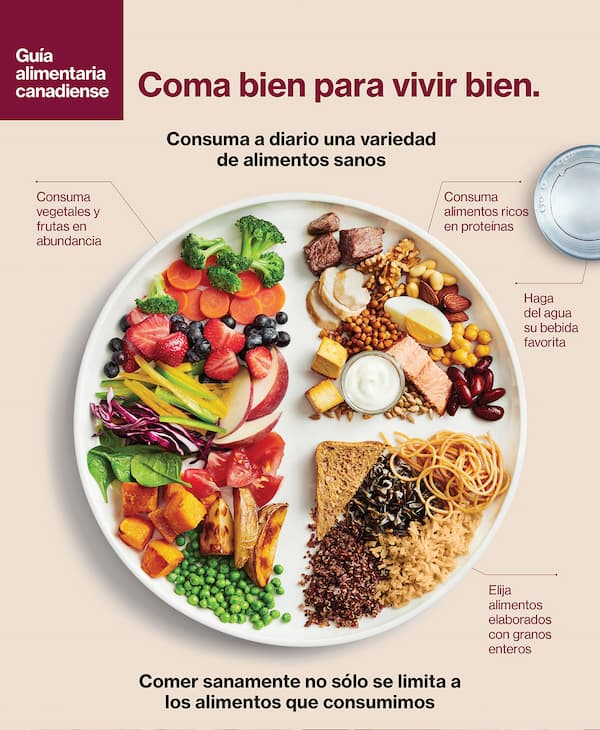 Guía
alimentaria
canadiense
Coma bien para vivir bien.
Consuma a diario una variedad
de alimentos sanos
Consuma
vegetales y
frutas en
abundancia
Consuma
alimentos ricos
en proteínas
Haga
del agua
su bebida
favorita
Elija
alimentos
elaborados
con granos
enteros
Comer sanamente no sólo se limita a
los alimentos que consumimos